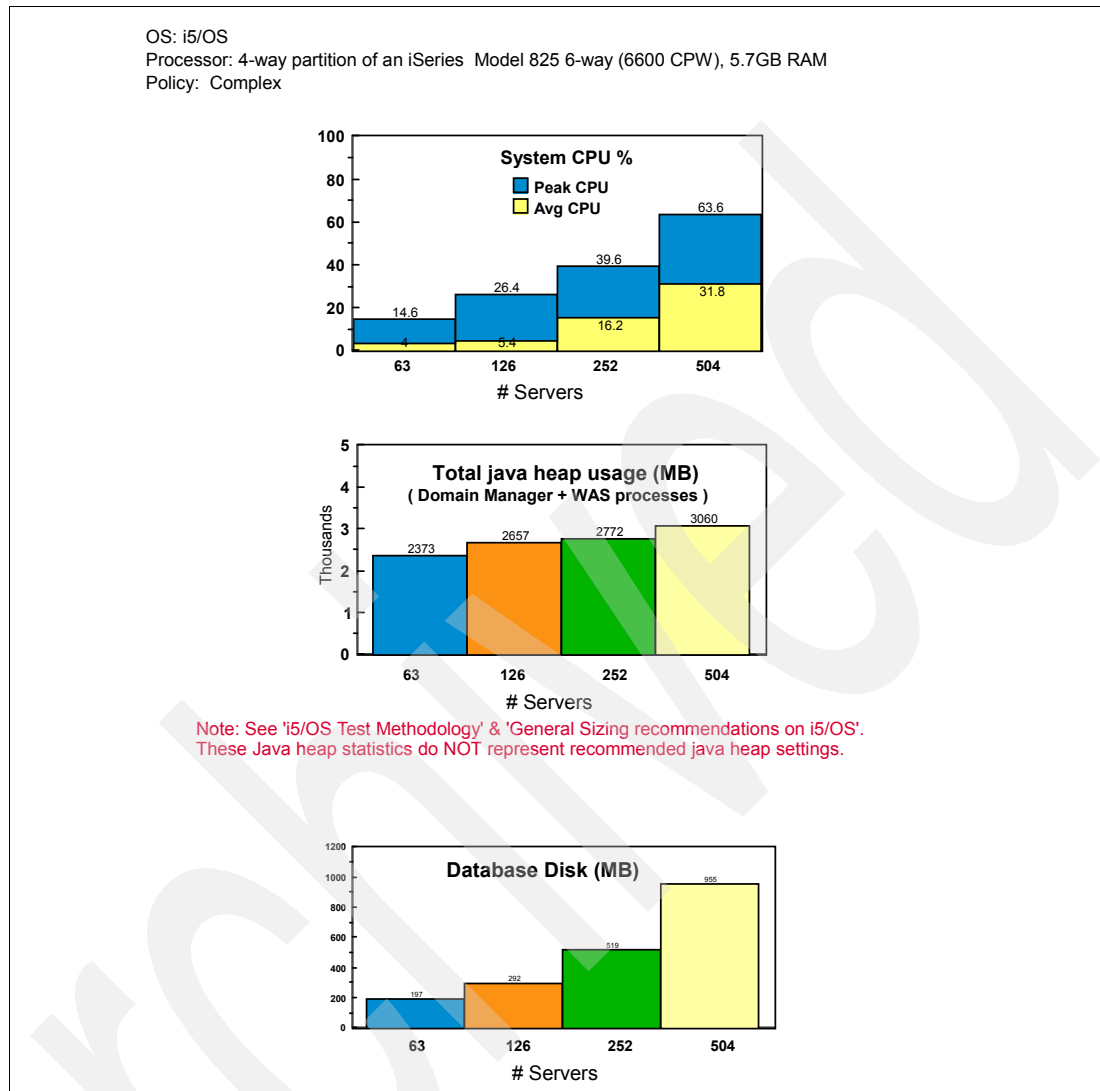 OS: i5/OS
Processor: 4-way partition of an iSeries Model 825 6-way (6600 CPW), 5.7GB RAM
Policy: Complex
100
80
60
40
20
0
System CPU %
Peak CPU
Avg CPU
14.6
26.4
39.6
63.6
4
5.4
16.2
31.8
63 126 252 504
# Servers
5
4
3
2
1
0
Thousands
Total java heap usage (MB)
( Domain Manager + WAS processes )
2373
2657
2772
3060
63 126 252 504
# Servers
Note: See 'i5/OS Test Methodology' & 'General Sizing recommendations on i5/OS'.
These Java heap statistics do NOT represent recommended java heap settings.
1200
1000
800
600
400
200
0
Database Disk (MB)
197
292
519
955
63 126 252 504
# Servers
rchived